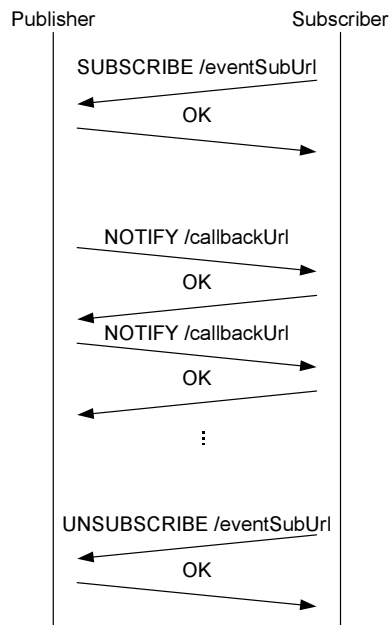 Publisher
Subscriber
SUBSCRIBE /eventSubUrl
OK
NOTIFY /callbackUrl
OK
NOTIFY /callbackUrl
OK
UNSUBSCRIBE /eventSubUrl
OK